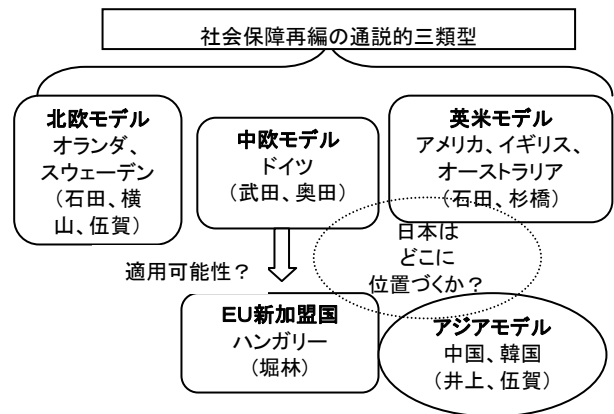 社会保障再編の通説的三類型
北欧モデル
オランダ、
スウェーデン
（石田、横
山、伍賀）
中欧モデル
ドイツ
（武田、奥田）
英米モデル
アメリカ、イギリス、
オーストラリア
（石田、杉橋）
適用可能性？
日本は
どこに
位置づくか？
ＥＵ新加盟国
ハンガリー
（堀林）
アジアモデル
中国、韓国
（井上、伍賀）